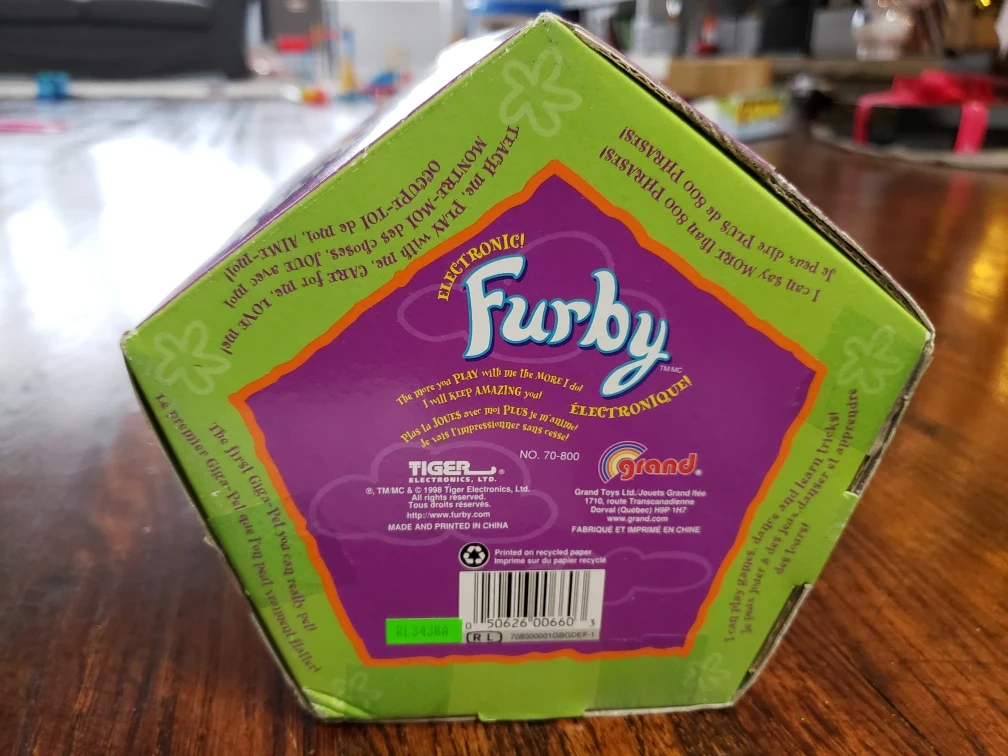 TEACH me, PLAY with me, CARE for me, LOVE me!
MONTRE-MOI des choses, JOUE avec moi
OCCUPE-TOI de moi, AIME-moi
I can say MORE than 800 PHRASES!
Je peux dire PLUS de 800 PHRASES!
ELECTRONIC!
Furby
TM/MC
ÉLECTRONIQUE!
The more you PLAY with me the MORE I do!
I will KEEP AMAZING you!
Plus tu JOUES avec moi PLUS je m'anime!
Je vais t'impressionner sans cesse!
NO. 70-800
TIGER®
ELECTRONICS, LTD.
®, TM/MC & © 1998 Tiger Electronics, Ltd.
All rights reserved.
Tous droits réservés.
http://www.furby.com
MADE AND PRINTED IN CHINA
grand®
Grand Toys Ltd./Jouets Grand ltée
1710, route Transcanadienne
Dorval (Québec) H9P 1H7
www.grand.com
FABRIQUÉ ET IMPRIMÉ EN CHINE
Printed on recycled paper
Imprimé sur du papier recyclé
0 50626 00660 3
RL 708000001GBGDEF-1
RL343RA
The first Giga-Pet you can really pet!
Le premier Giga-Pet que l'on peut vraiment flatter!
I can play games, dance and learn tricks!
Je peux jouer à des jeux, danser et apprendre
des tours!